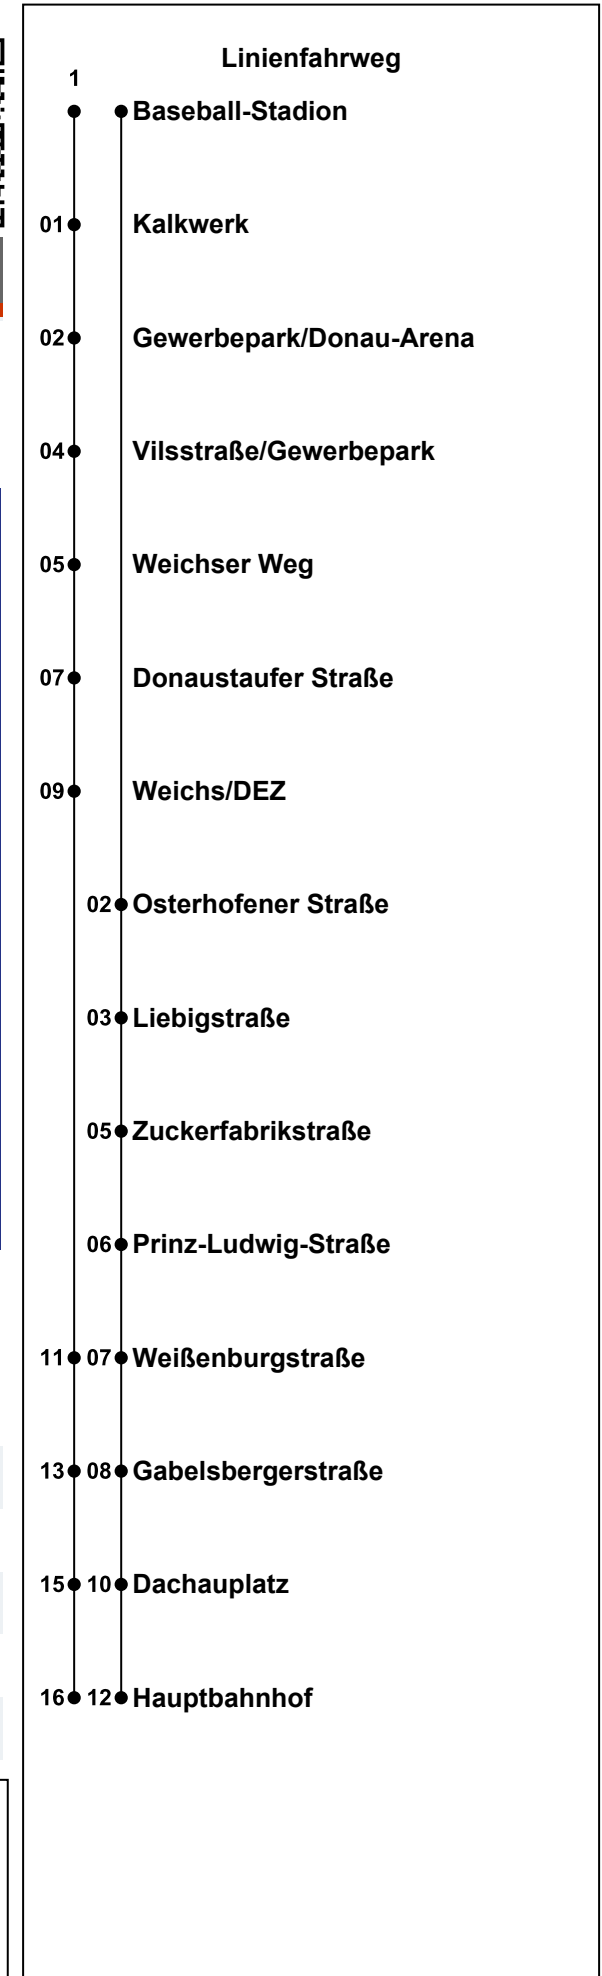 Linienfahrweg
1
Baseball-Stadion
01 Kalkwerk
02 Gewerbepark/Donau-Arena
04 Vilsstraße/Gewerbepark
05 Weichser Weg
07 Donaustaufer Straße
09 Weichs/DEZ
02 Osterhofener Straße
03 Liebigstraße
05 Zuckerfabrikstraße
06 Prinz-Ludwig-Straße
11 07 Weißenburgstraße
13 08 Gabelsbergerstraße
15 10 Dachauplatz
16 12 Hauptbahnhof